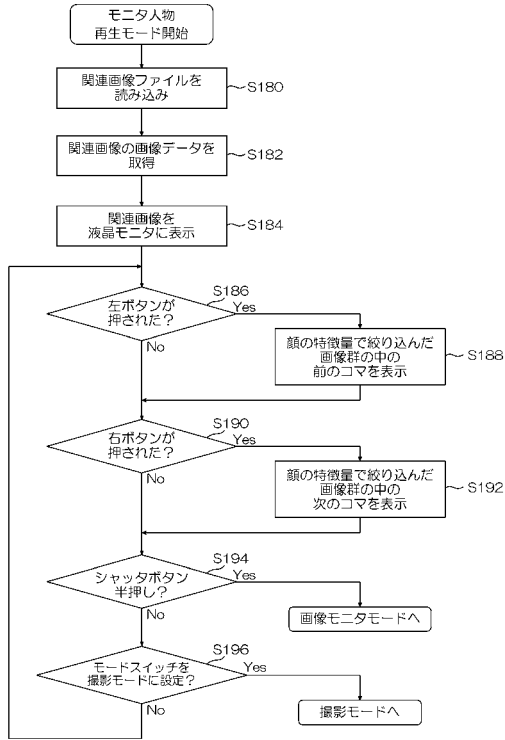 モニタ人物
再生モード開始
関連画像ファイルを
読み込み
S180
関連画像の画像データを
取得
S182
関連画像を
液晶モニタに表示
S184
左ボタンが
押された?
S186
Yes
No
顔の特徴量で絞り込んだ
画像群の中の
前のコマを表示
S188
右ボタンが
押された?
S190
Yes
No
顔の特徴量で絞り込んだ
画像群の中の
次のコマを表示
S192
シャッタボタン
半押し?
S194
Yes
No
画像モニタモードへ
モードスイッチを
撮影モードに設定?
S196
Yes
No
撮影モードへ